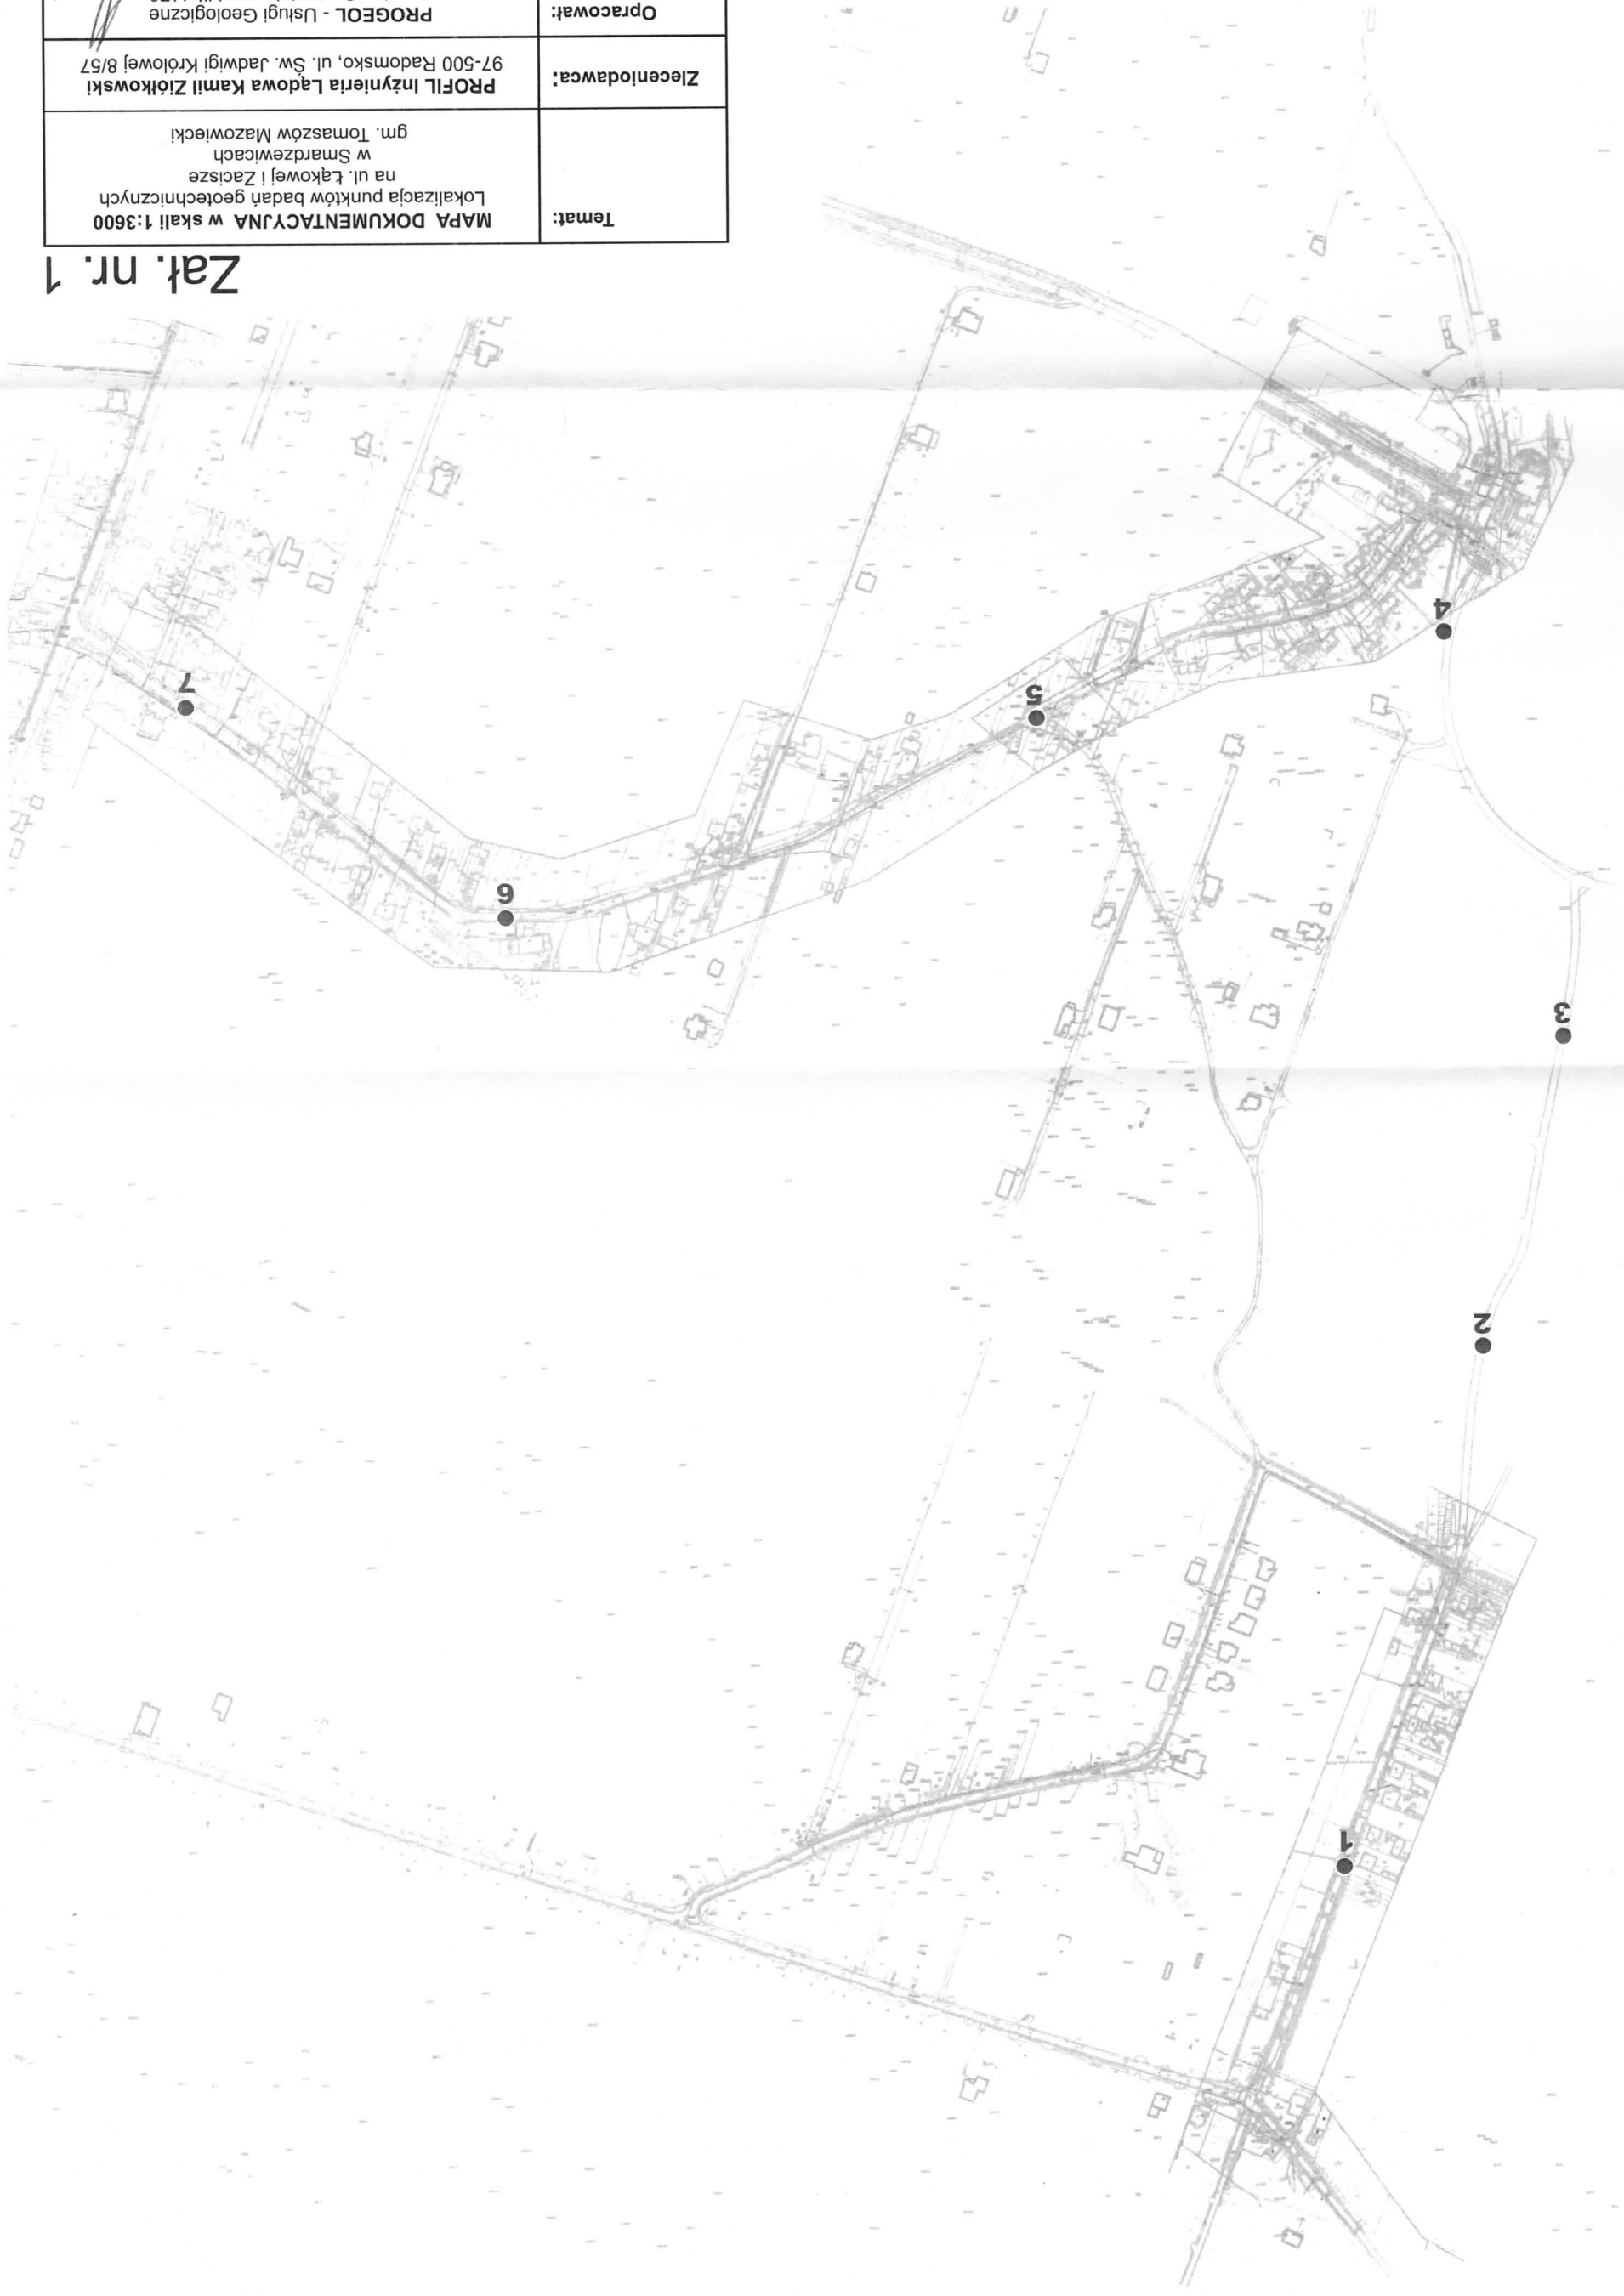 1
2
3
4
5
6
7
Zał. nr. 1
Temat:
MAPA DOKUMENTACYJNA w skali 1:3600
Lokalizacja punktów badań geotechnicznych
na ul. Łąkowej i Zacisze
w Smardzewicach
gm. Tomaszów Mazowiecki
Zleceniodawca:
PROFIL Inżynieria Lądowa Kamil Ziółkowski
97-500 Radomsko, ul. Św. Jadwigi Królowej 8/57
Opracował:
PROGEOL - Usługi Geologiczne